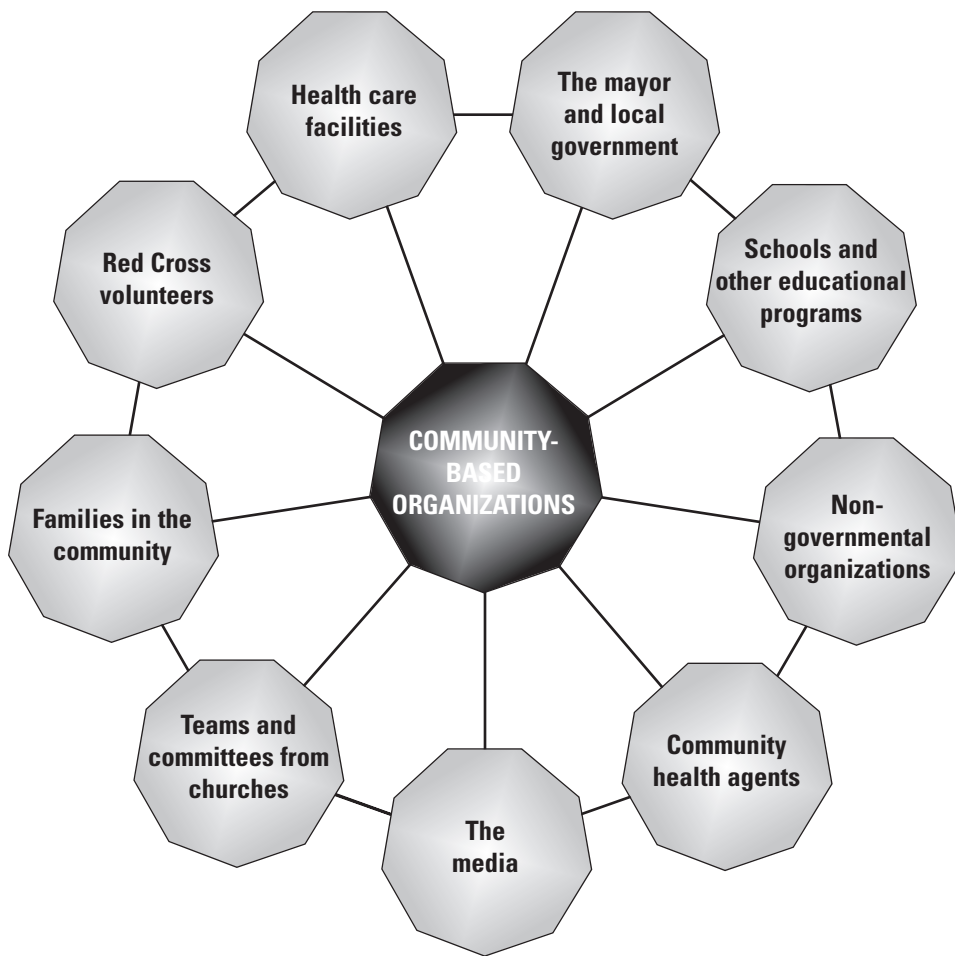 Health care
facilities
The mayor
and local
government
Red Cross
volunteers
Schools and
other educational
programs
COMMUNITY-
BASED
ORGANIZATIONS
Families in the
community
Non-
governmental
organizations
Teams and
committees from
churches
Community
health agents
The
media